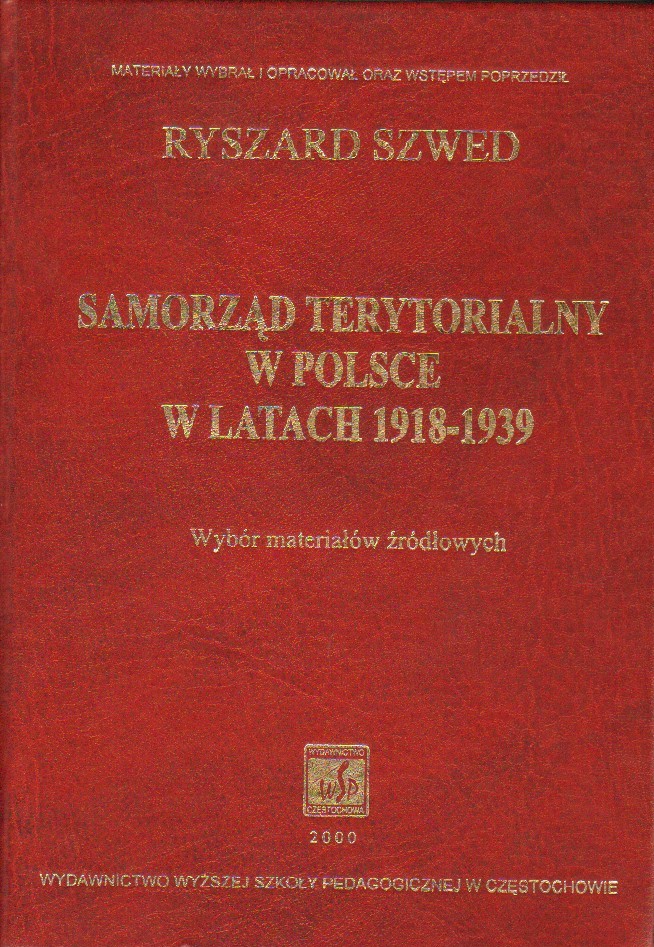 MATERIAŁY WYBRAŁ I OPRACOWAŁ ORAZ WSTĘPEM POPRZEDZIŁ
RYSZARD SZWED
SAMORZĄD TERYTORIALNY
W POLSCE
W LATACH 1918-1939
Wybór materiałów źródłowych
WYDAWNICTWO
WSP
CZĘSTOCHOWA
2000
WYDAWNICTWO WYŻSZEJ SZKOŁY PEDAGOGICZNEJ W CZĘSTOCHOWIE